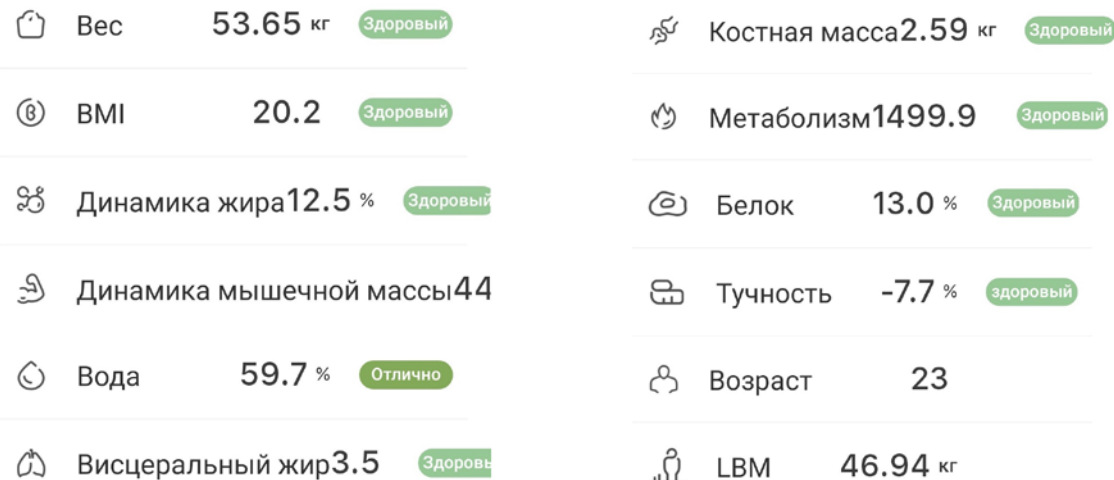 Вес 53.65 кг Здоровый
BMI 20.2 Здоровый
Динамика жира12.5 % Здоровый
Динамика мышечной массы44
Вода 59.7 % Отлично
Висцеральный жир3.5 Здоровь
Костная масса2.59 кг Здоровый
Метаболизм1499.9 Здоровый
Белок 13.0 % Здоровый
Тучность -7.7 % здоровый
Возраст 23
LBM 46.94 кг